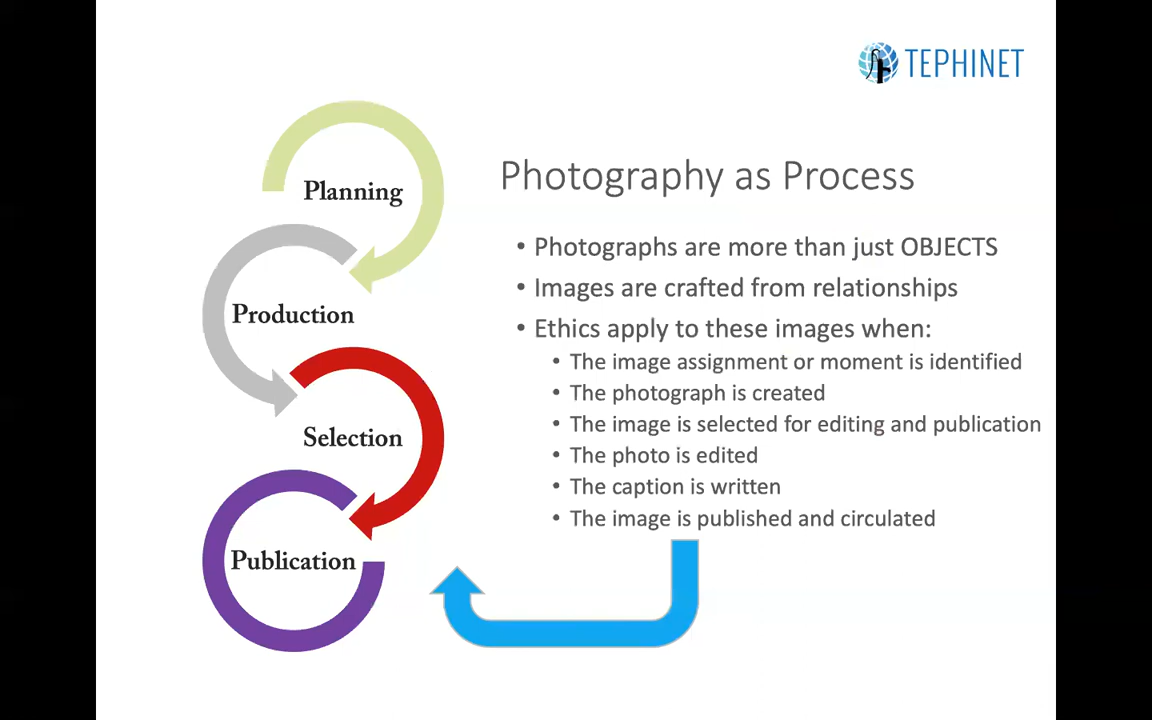 TEPHINET
Planning
Production
Selection
Publication
Photography as Process
• Photographs are more than just OBJECTS
• Images are crafted from relationships
• Ethics apply to these images when:
• The image assignment or moment is identified
• The photograph is created
• The image is selected for editing and publication
• The photo is edited
• The caption is written
• The image is published and circulated